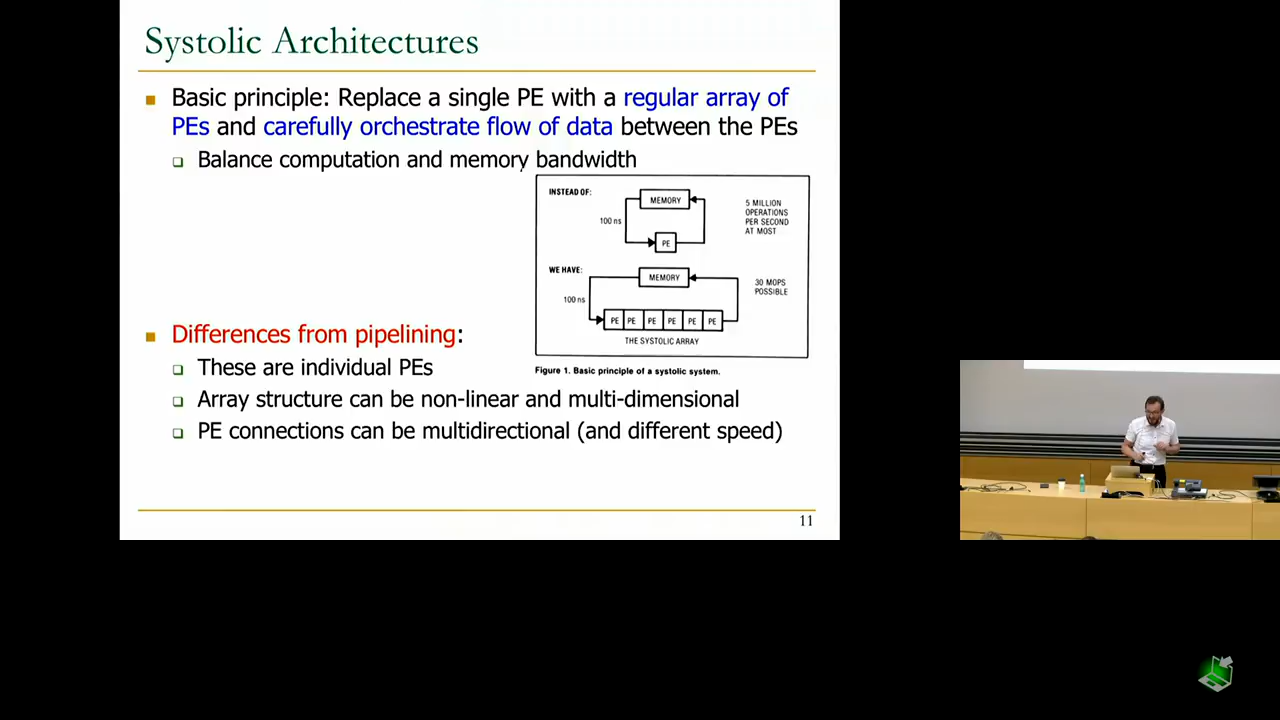 Systolic Architectures
Basic principle: Replace a single PE with a regular array of
PEs and carefully orchestrate flow of data between the PEs
Balance computation and memory bandwidth
INSTEAD OF:
MEMORY
100 ns
PE
5 MILLION
OPERATIONS
PER SECOND
AT MOST
WE HAVE:
MEMORY
100 ns
PE PE PE PE PE PE
THE SYSTOLIC ARRAY
30 MOPS
POSSIBLE
Figure 1. Basic principle of a systolic system.
Differences from pipelining:
These are individual PEs
Array structure can be non-linear and multi-dimensional
PE connections can be multidirectional (and different speed)
11